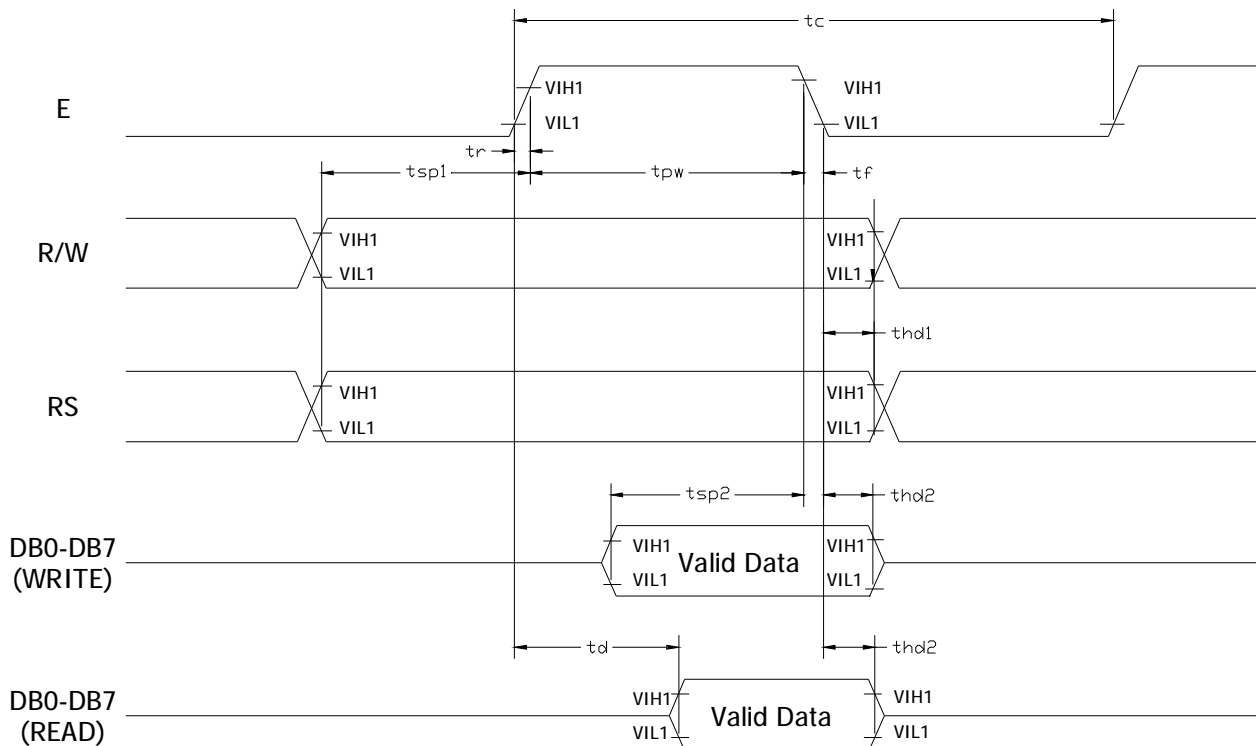 tc
E
VIH1
VIH1
VIL1
VIL1
tr
tsp1
tpw
tf
R/W
VIH1
VIH1
VIL1
VIL1
thd1
RS
VIH1
VIH1
VIL1
VIL1
tsp2
thd2
DB0-DB7
(WRITE)
VIH1
Valid Data
VIH1
VIL1
VIL1
td
thd2
DB0-DB7
(READ)
VIH1
Valid Data
VIH1
VIL1
VIL1